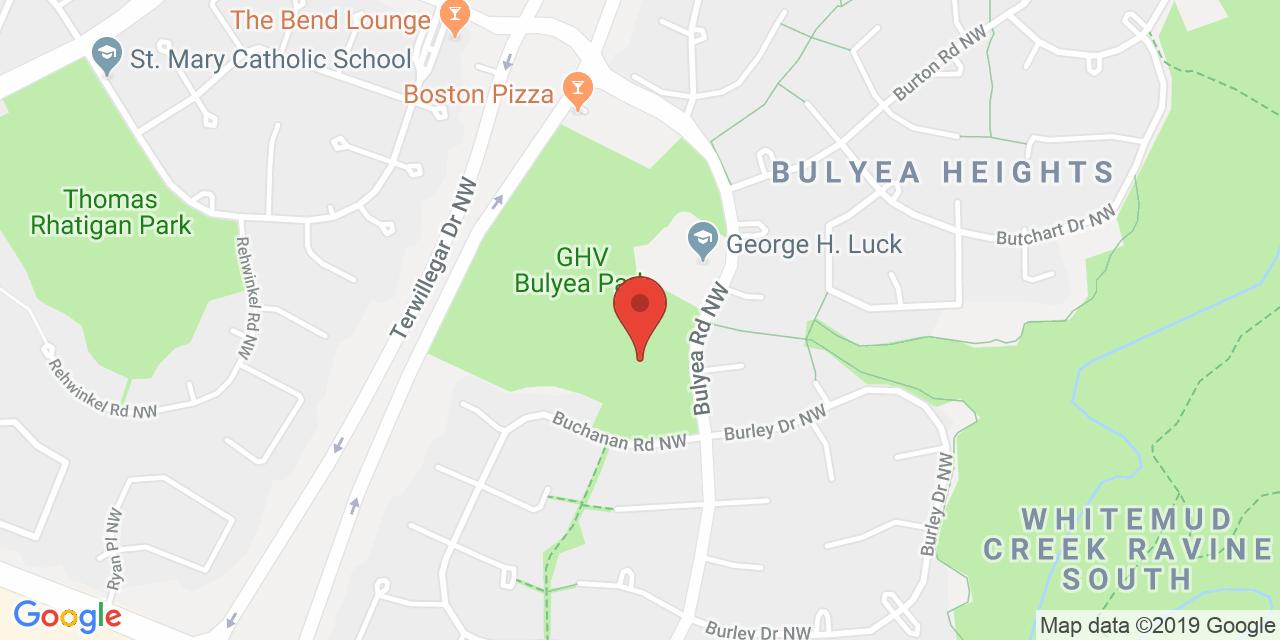 The Bend Lounge
St. Mary Catholic School
Boston Pizza
Burton Rd NW
BULYEA HEIGHTS
Thomas
Rhatigan Park
Terwillegar Dr NW
Butchart Dr NW
George H. Luck
GHV
Bulyea
Rehwinkel Rd NW
Bulyea Rd NW
Rehwinkel Rd NW
Buchanan Rd NW
Burley Dr NW
Burley Dr NW
Ryan Pl NW
WHITEMUD
CREEK RAVINE
SOUTH
Google
Burley Dr NW
Map data ©2019 Google